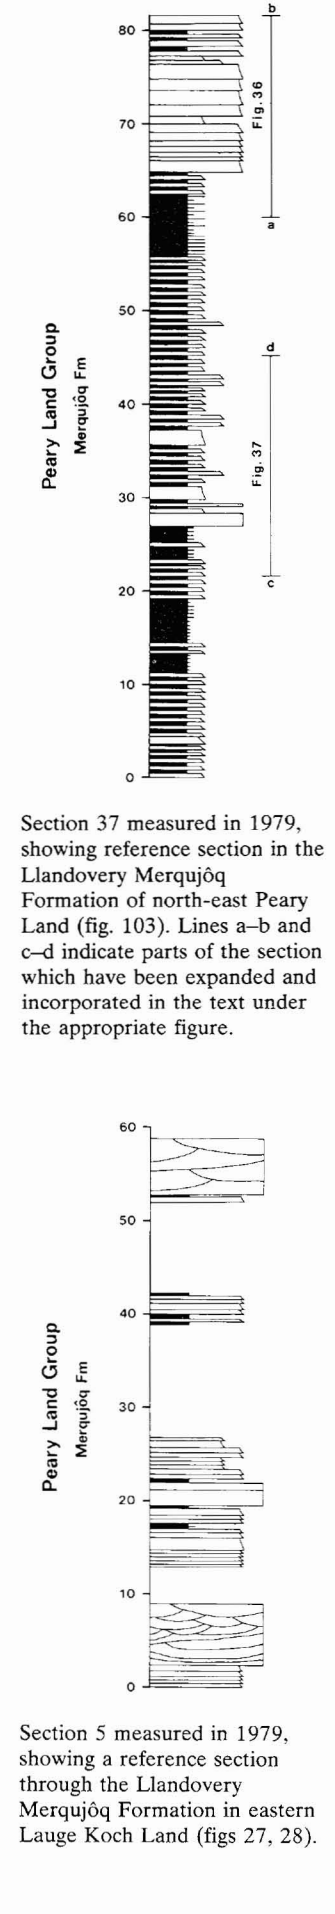 b
80
Fig. 36
70
60
a
50
d
Peary Land Group
Merqujôq Fm
40
Fig. 37
30
c
20
10
0
Section 37 measured in 1979,
showing reference section in the
Llandovery Merqujôq
Formation of north-east Peary
Land (fig. 103). Lines a–b and
c–d indicate parts of the section
which have been expanded and
incorporated in the text under
the appropriate figure.
60
50
40
Peary Land Group
Merqujôq Fm
30
20
10
0
Section 5 measured in 1979,
showing a reference section
through the Llandovery
Merqujôq Formation in eastern
Lauge Koch Land (figs 27, 28).